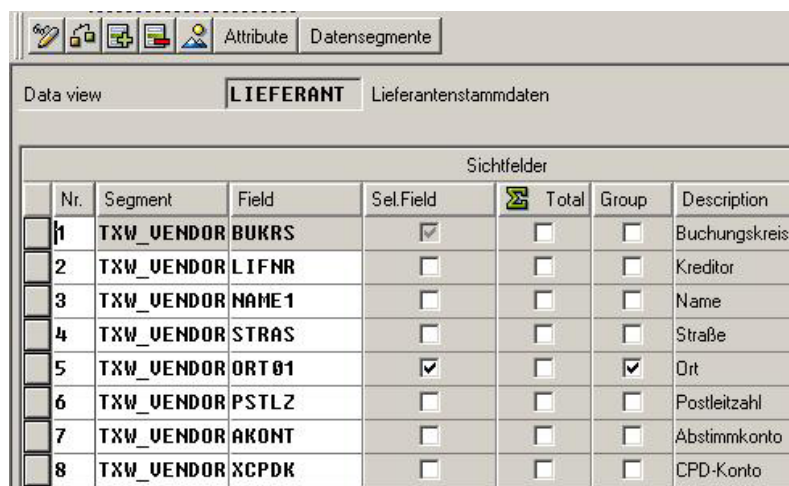 Attribute Datensegmente
Data view LIEFERANT Lieferantenstammdaten
Sichtfelder
Nr. Segment Field Sel.Field Total Group Description
1 TXW_VENDOR BUKRS Buchungskreis
2 TXW_VENDOR LIFNR Kreditor
3 TXW_VENDOR NAME1 Name
4 TXW_VENDOR STRAS Straße
5 TXW_VENDOR ORT01 Ort
6 TXW_VENDOR PSTLZ Postleitzahl
7 TXW_VENDOR AKONT Abstimmkonto
8 TXW_VENDOR XCPDK CPD-Konto